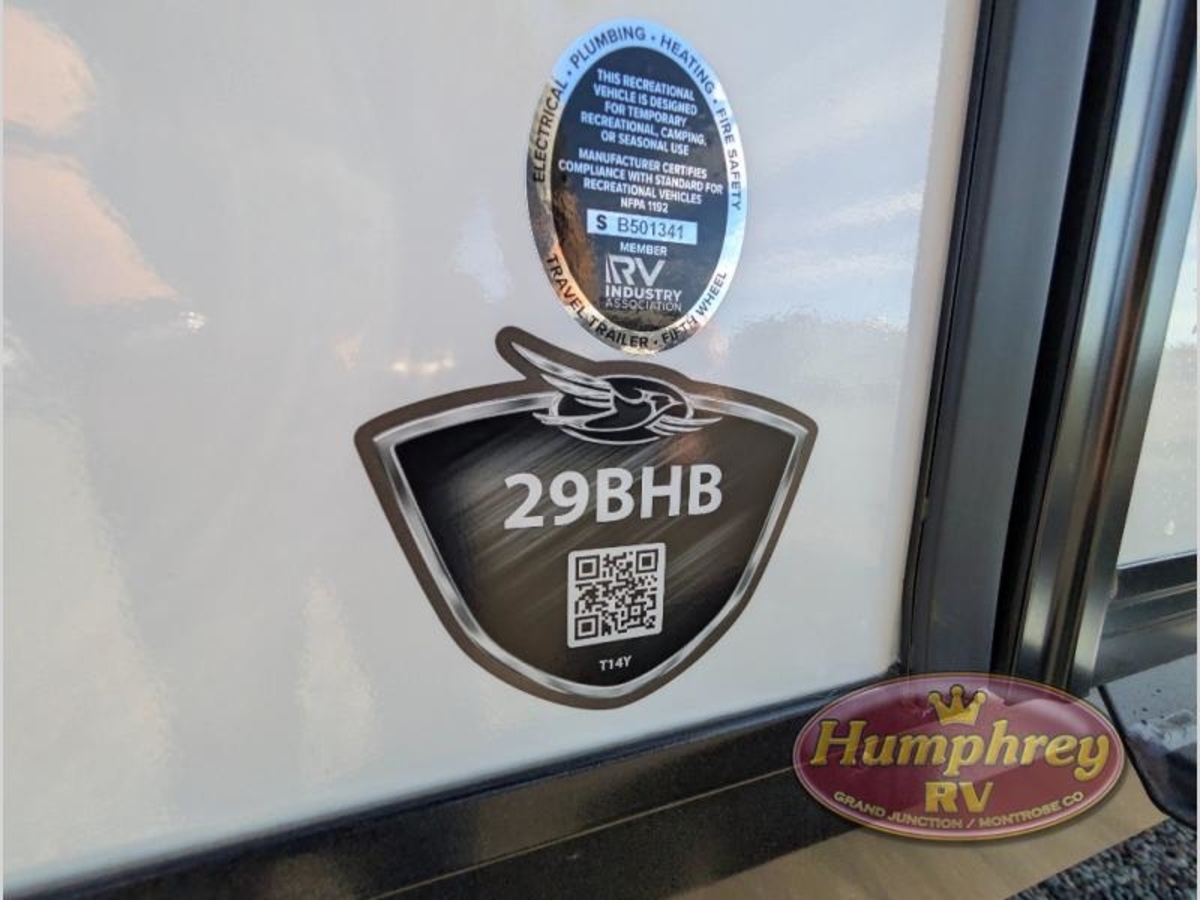 ELECTRICAL • PLUMBING • HEATING • FIRE SAFETY
THIS RECREATIONAL
VEHICLE IS DESIGNED
FOR TEMPORARY
RECREATIONAL, CAMPING,
OR SEASONAL USE
MANUFACTURER CERTIFIES
COMPLIANCE WITH STANDARD FOR
RECREATIONAL VEHICLES
NFPA 1192
S B501341
MEMBER
RV
INDUSTRY
ASSOCIATION
TRAVEL TRAILER • FIFTH WHEEL
29BHB
T14Y
Humphrey
RV
GRAND JUNCTION / MONTROSE CO